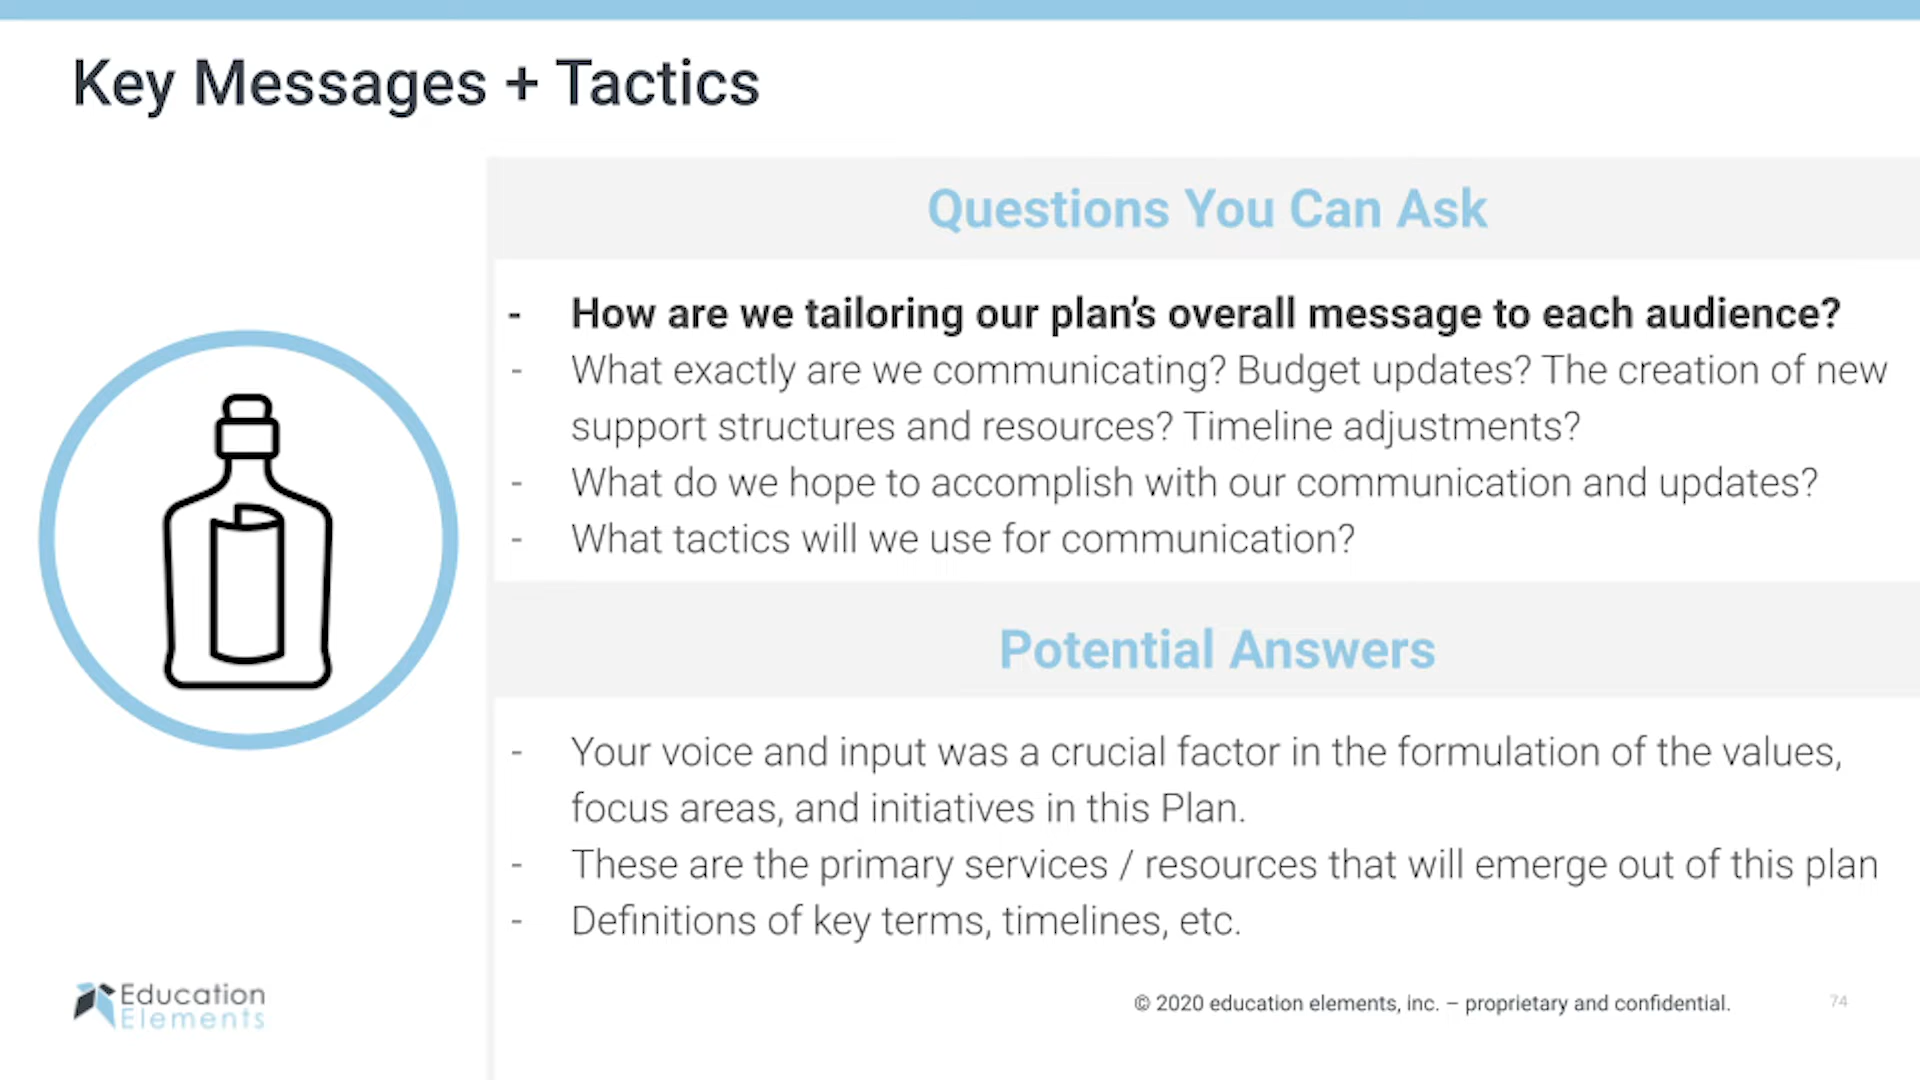 Key Messages + Tactics
Questions You Can Ask
- How are we tailoring our plan’s overall message to each audience?
- What exactly are we communicating? Budget updates? The creation of new
support structures and resources? Timeline adjustments?
- What do we hope to accomplish with our communication and updates?
- What tactics will we use for communication?
Potential Answers
- Your voice and input was a crucial factor in the formulation of the values,
focus areas, and initiatives in this Plan.
- These are the primary services / resources that will emerge out of this plan
- Definitions of key terms, timelines, etc.
Education
Elements
© 2020 education elements, inc. – proprietary and confidential.
74